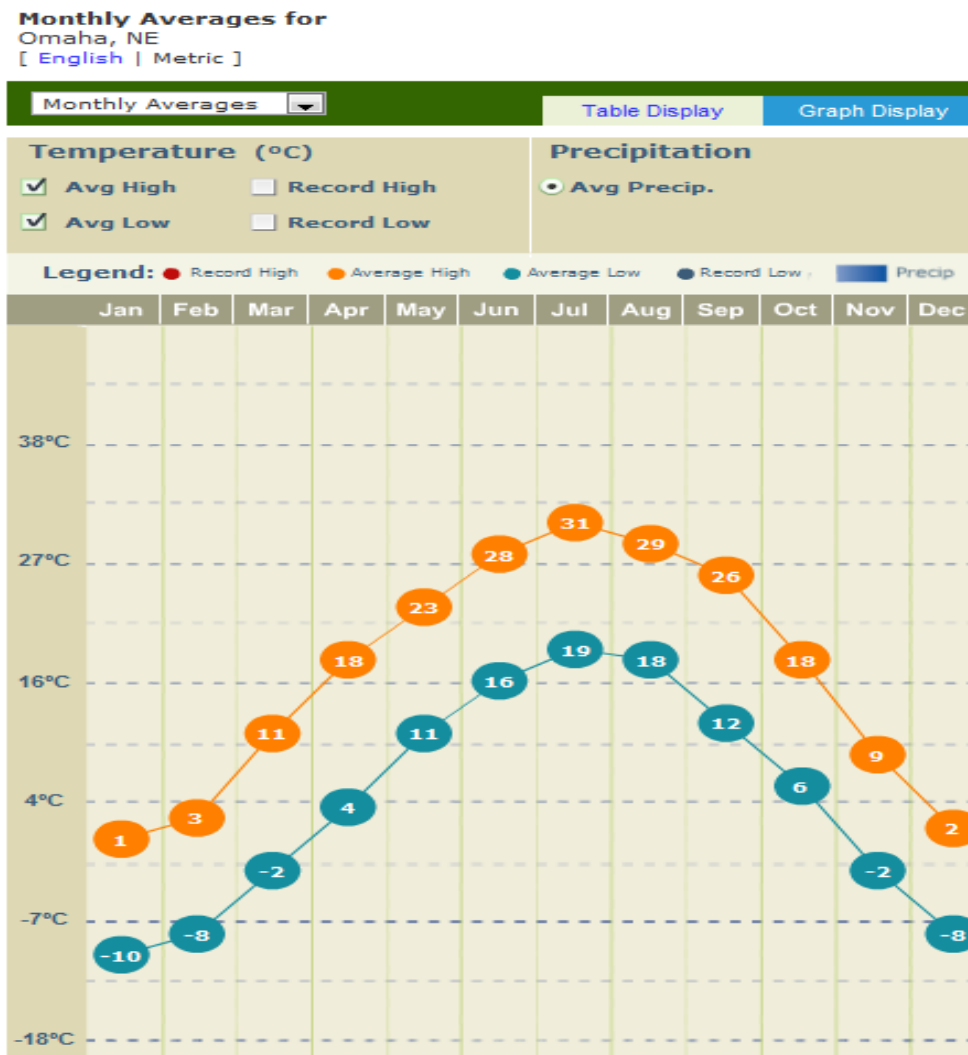 Monthly Averages for
Omaha, NE
[ English | Metric ]
Monthly Averages
Table Display
Graph Display
Temperature (ºC)
Precipitation
Avg High
Record High
Avg Precip.
Avg Low
Record Low
Legend: Record High Average High Average Low Record Low Precip
Jan Feb Mar Apr May Jun Jul Aug Sep Oct Nov Dec
38ºC
31
29
28
27ºC
26
23
19
18
18
18
16
16ºC
12
11
11
9
6
4
4ºC
3
2
1
-2
-2
-7ºC
-8
-8
-10
-18ºC